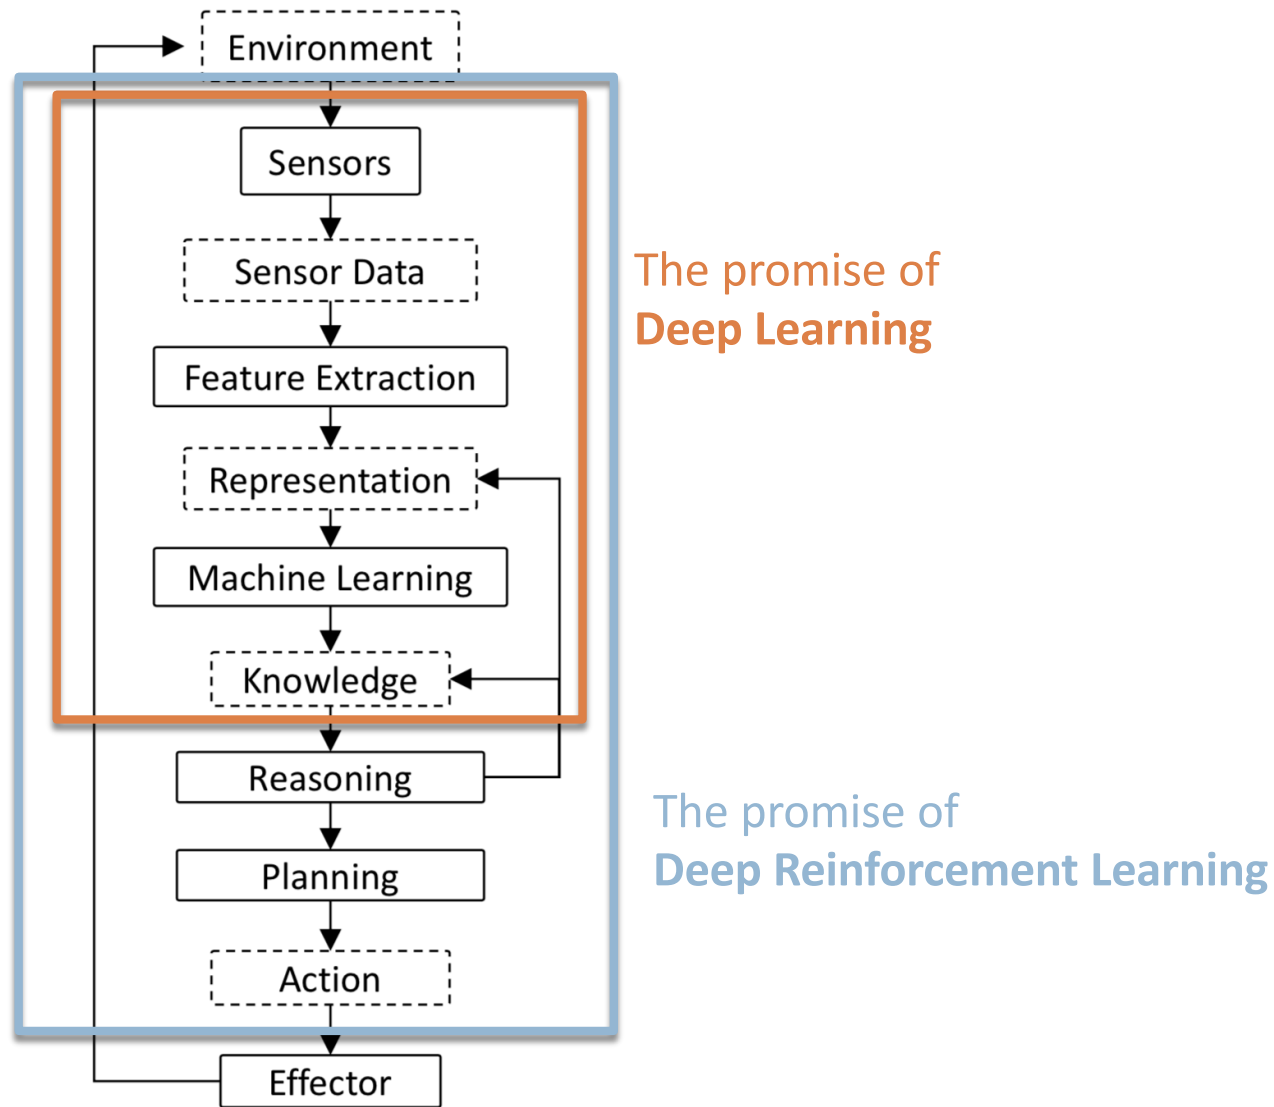 Environment
Sensors
Sensor Data
The promise of
Deep Learning
Feature Extraction
Representation
Machine Learning
Knowledge
Reasoning
The promise of
Deep Reinforcement Learning
Planning
Action
Effector